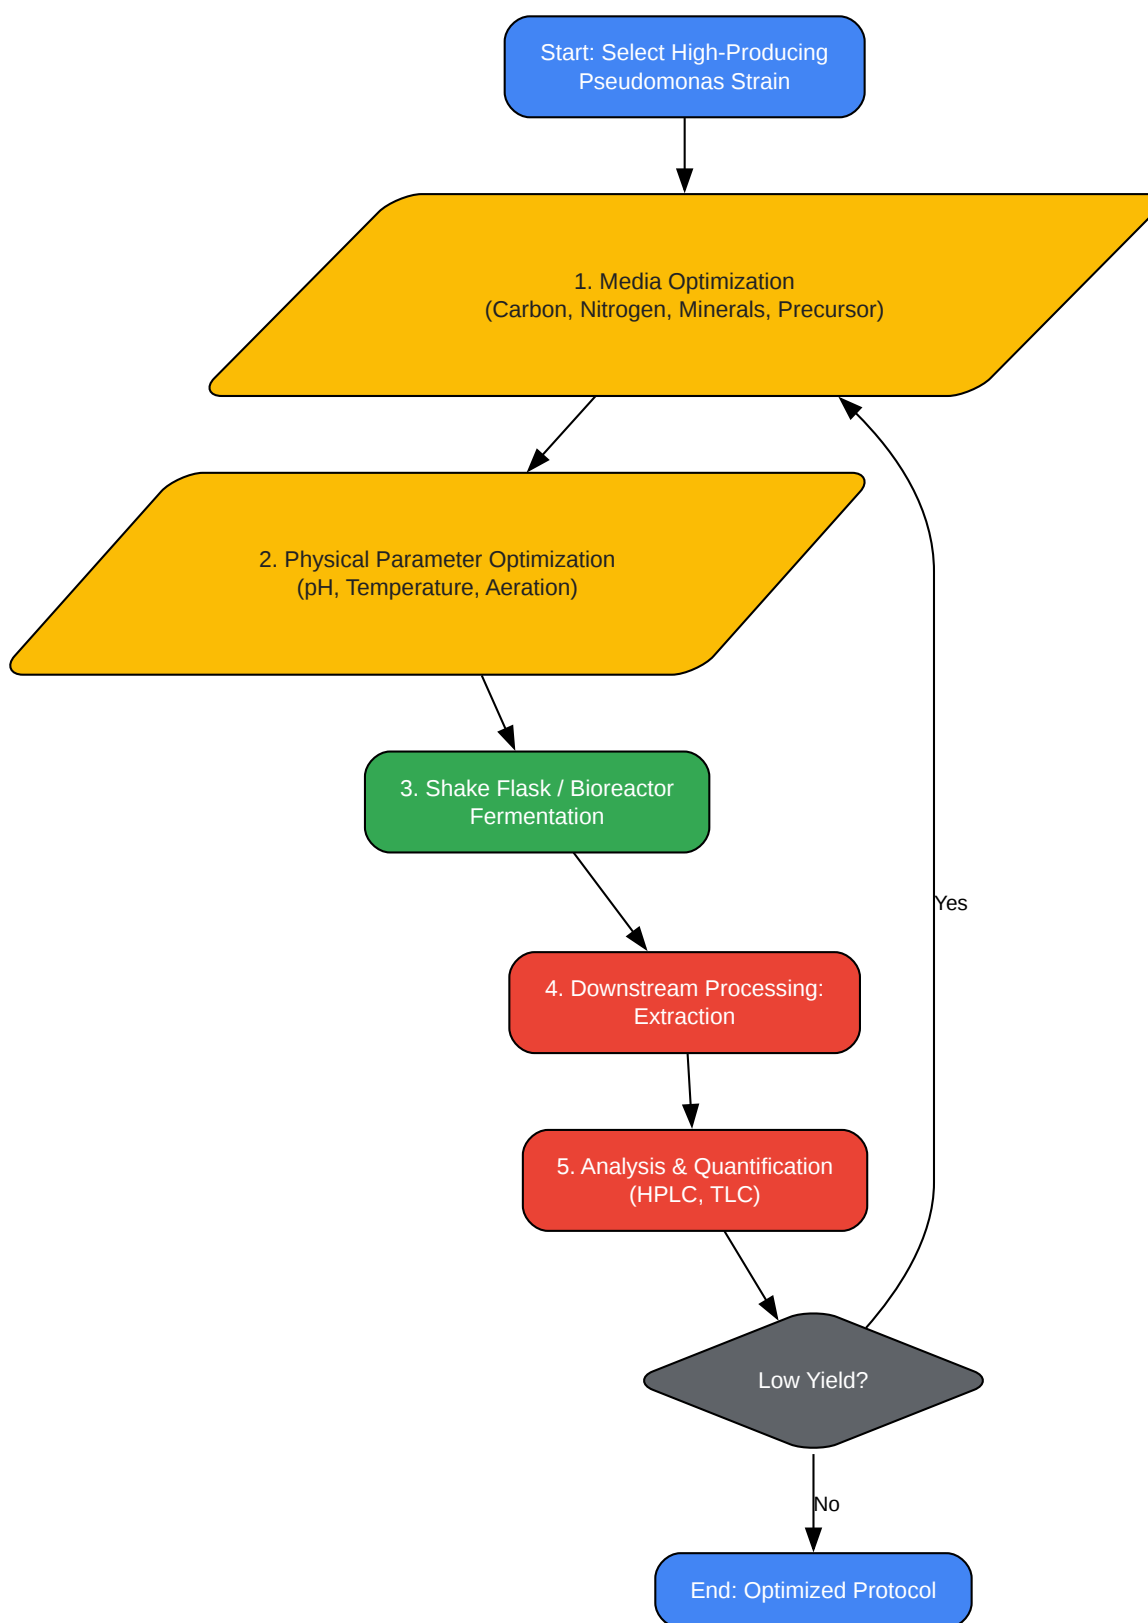 Start: Select High-Producing
Pseudomonas Strain
1. Media Optimization
(Carbon, Nitrogen, Minerals, Precursor)
2. Physical Parameter Optimization
(pH, Temperature, Aeration)
3. Shake Flask / Bioreactor
Fermentation
Yes
4. Downstream Processing:
Extraction
5. Analysis & Quantification
(HPLC, TLC)
Low Yield?
No
End: Optimized Protocol